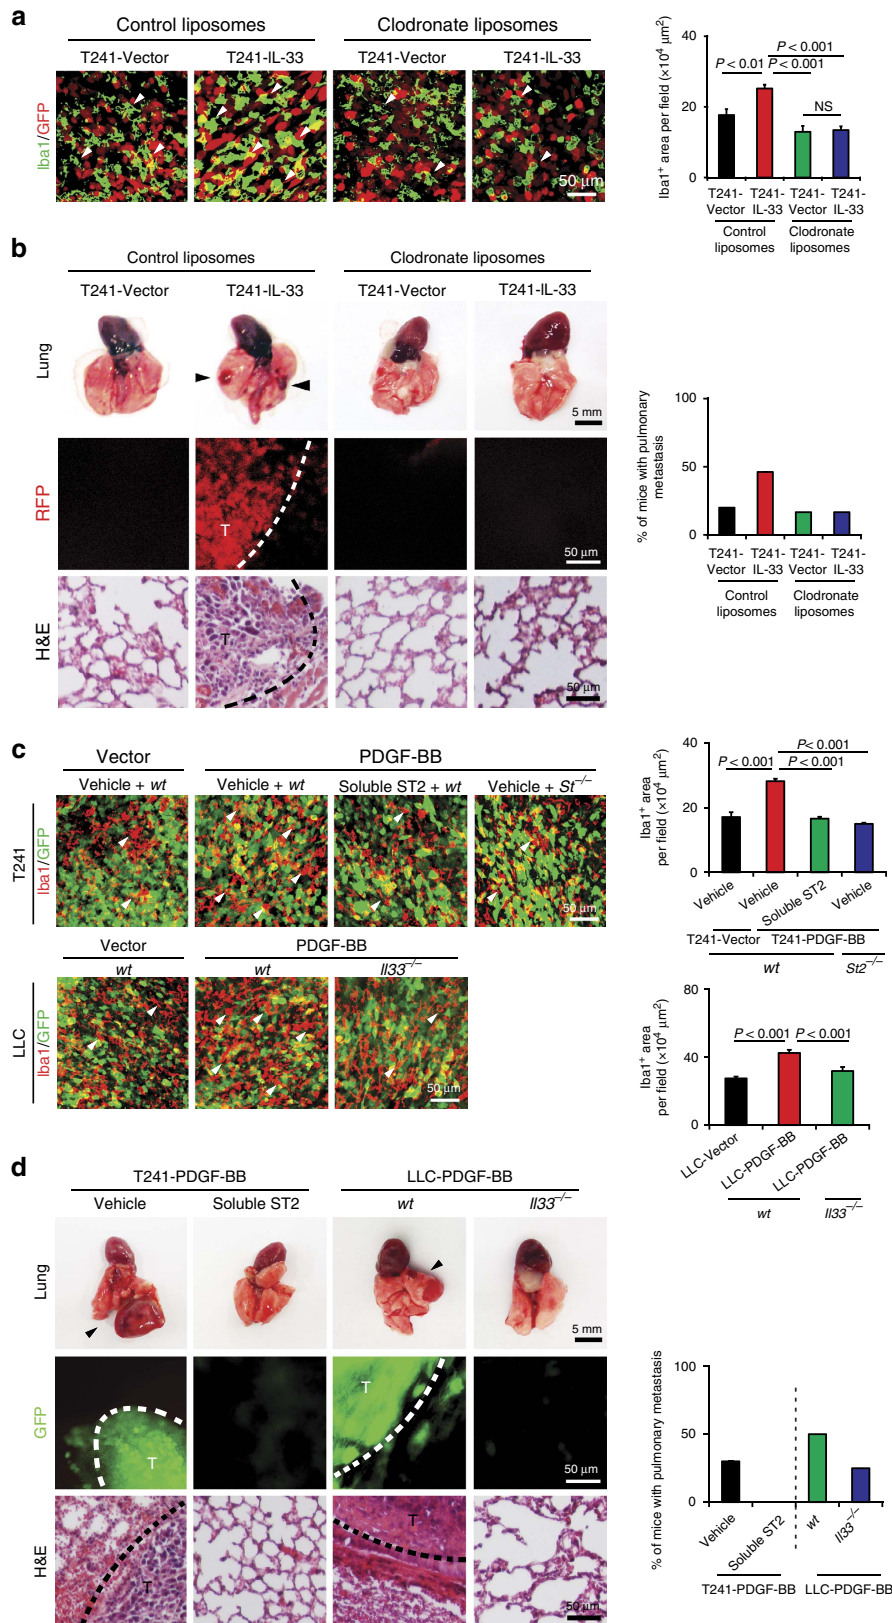 a
Control liposomes
Clodronate liposomes
T241-Vector
T241-IL-33
T241-Vector
T241-IL-33
Iba1/GFP
50 μm
Iba1+ area per field (×10⁴ μm²)
40
20
0
P < 0.001
P < 0.01
P < 0.001
NS
T241-Vector
T241-IL-33
T241-Vector
T241-IL-33
Control liposomes
Clodronate liposomes
b
Control liposomes
Clodronate liposomes
T241-Vector
T241-IL-33
T241-Vector
T241-IL-33
Lung
5 mm
RFP
T
50 μm
H&E
T
50 μm
% of mice with pulmonary metastasis
100
50
0
T241-Vector
T241-IL-33
T241-Vector
T241-IL-33
Control liposomes
Clodronate liposomes
c
Vector
PDGF-BB
Vehicle + wt
Vehicle + wt
Soluble ST2 + wt
Vehicle + St⁻/⁻
T241
Iba1/GFP
50 μm
Iba1+ area per field (×10⁴ μm²)
40
20
0
P < 0.001
P < 0.001
P < 0.001
Vehicle
Vehicle
Soluble ST2
Vehicle
T241-Vector
T241-PDGF-BB
wt
St2⁻/⁻
Vector
PDGF-BB
wt
wt
Il33⁻/⁻
LLC
Iba1/GFP
50 μm
Iba1+ area per field (×10⁴ μm²)
80
40
0
P < 0.001
P < 0.001
LLC-Vector
LLC-PDGF-BB
LLC-PDGF-BB
wt
Il33⁻/⁻
d
T241-PDGF-BB
LLC-PDGF-BB
Vehicle
Soluble ST2
wt
Il33⁻/⁻
Lung
5 mm
GFP
T
T
50 μm
H&E
T
T
50 μm
% of mice with pulmonary metastasis
100
50
0
Vehicle
Soluble ST2
wt
Il33⁻/⁻
T241-PDGF-BB
LLC-PDGF-BB